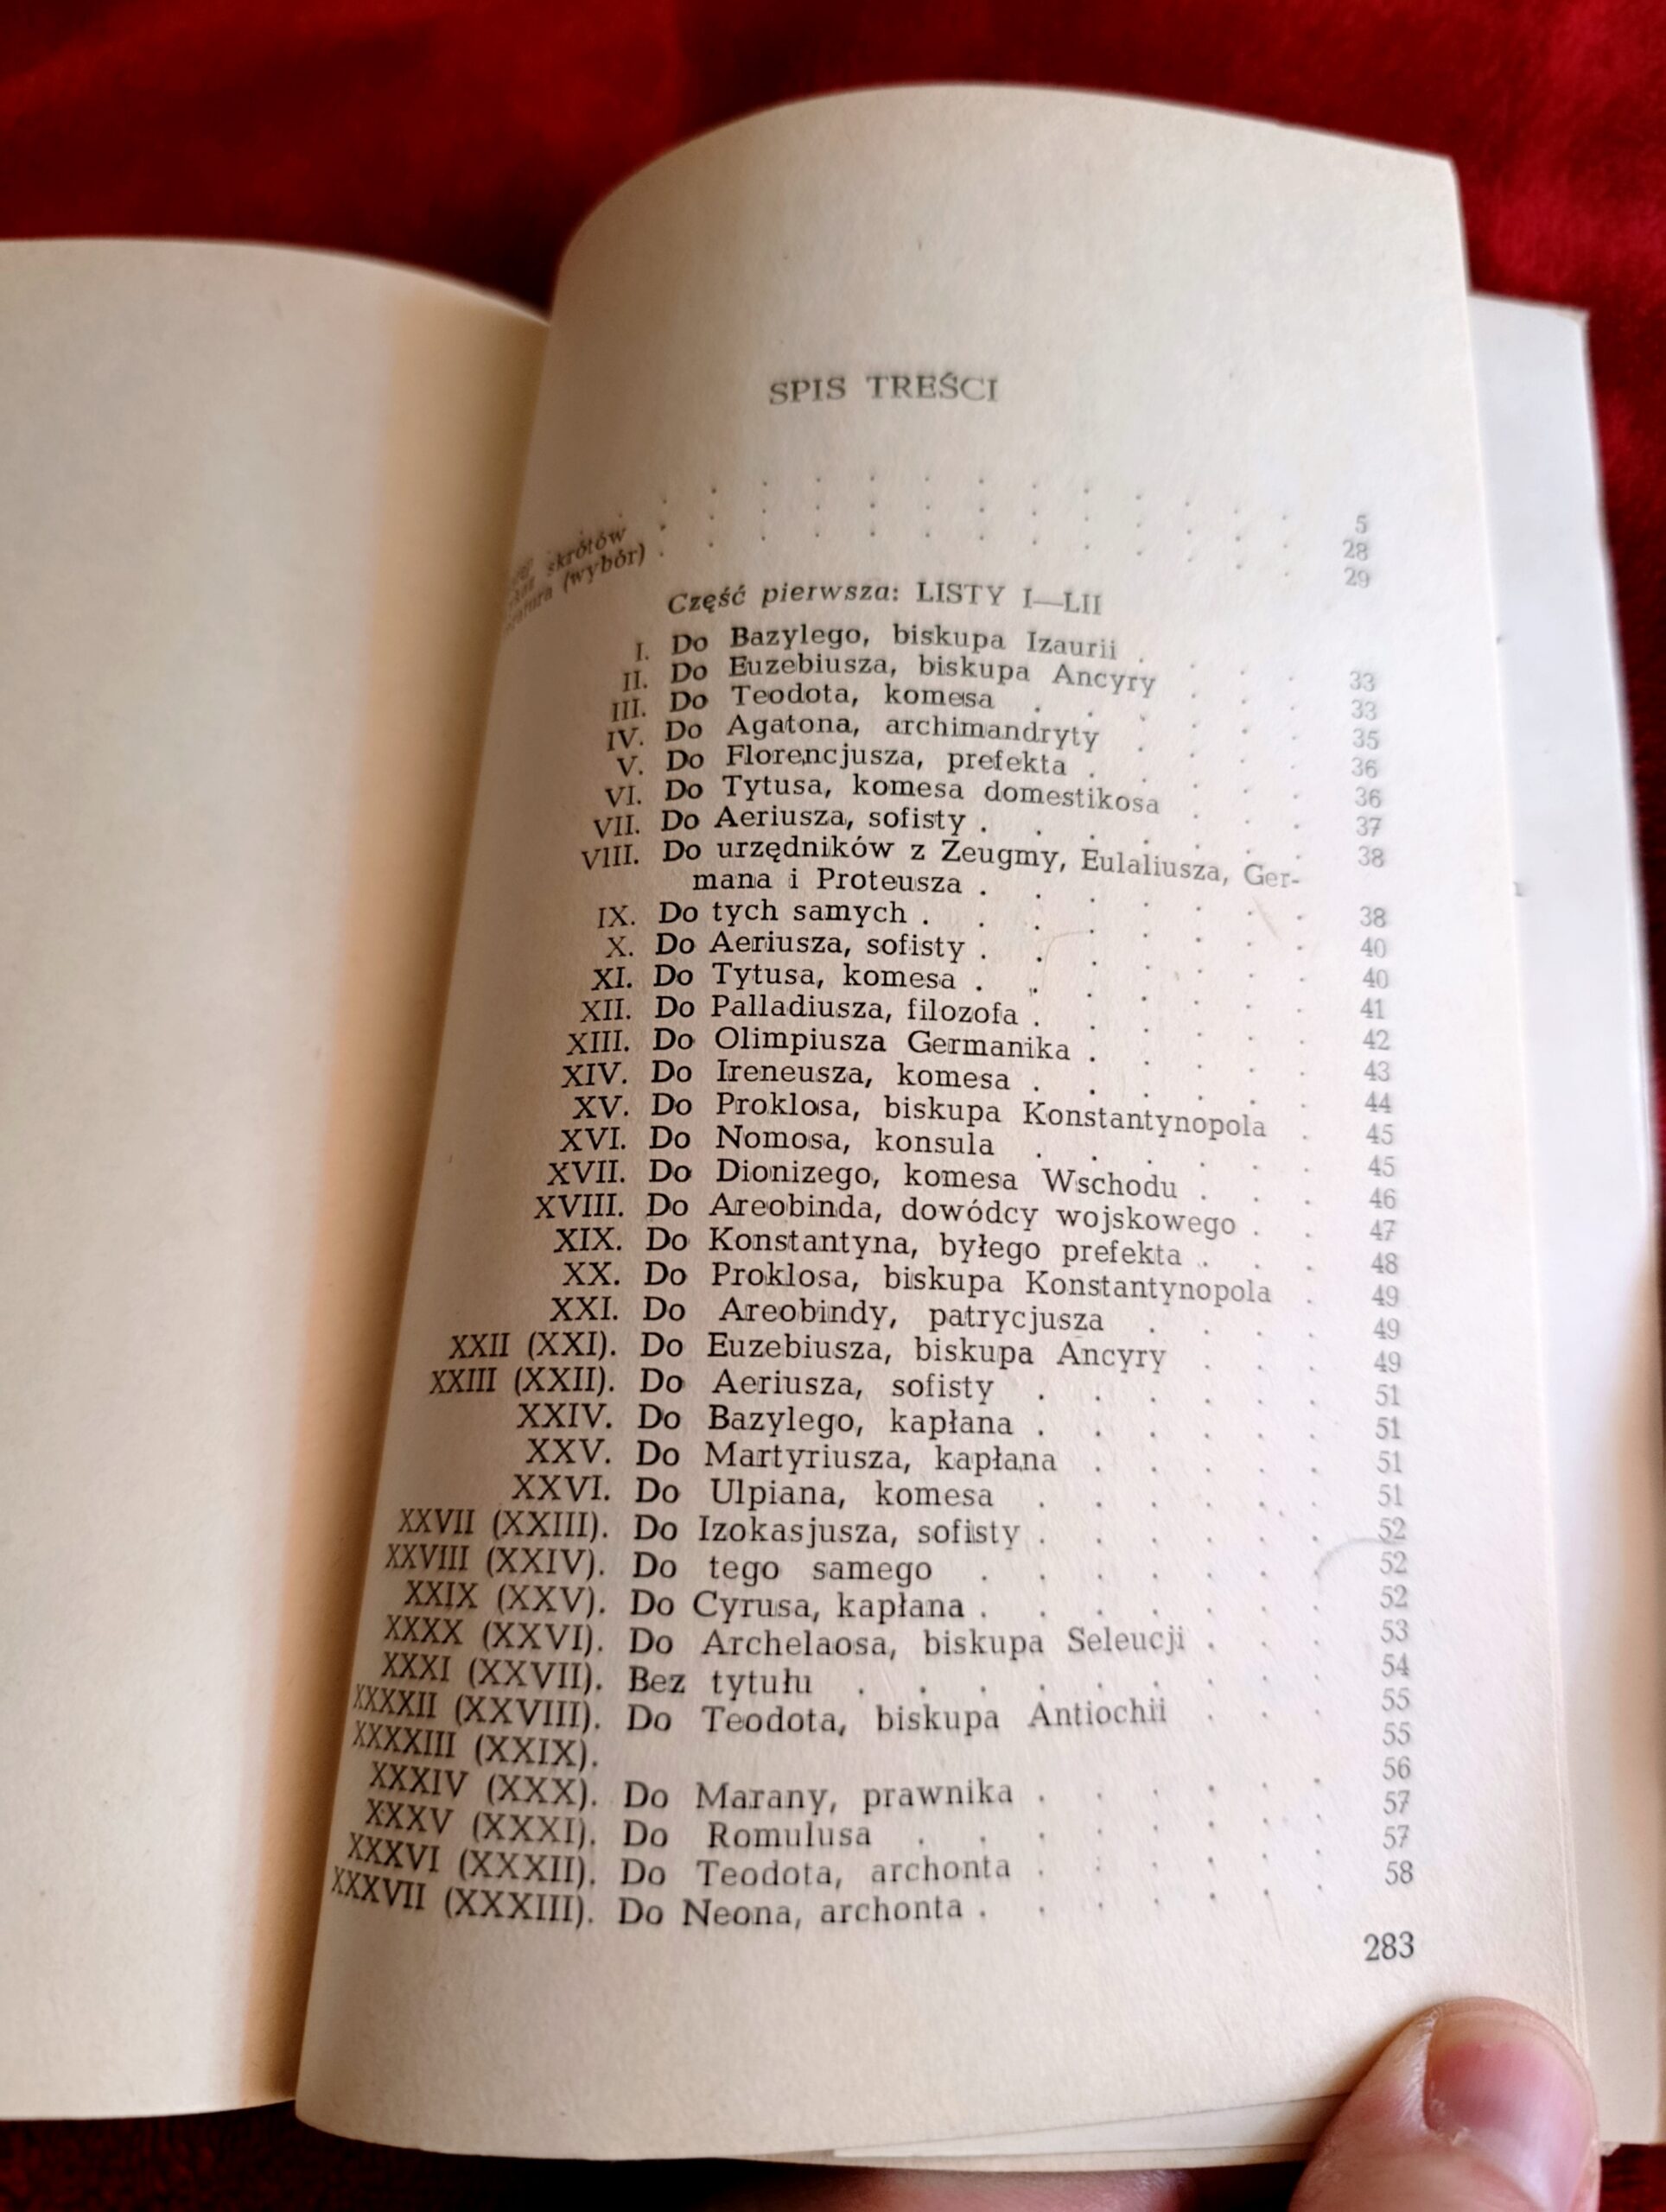 SPIS TREŚCI
. . . . . . . . . . . . 5
skrótów . . . . . . . . . . . . 28
(wybór) . . . . . . . . . . . . 29
Część pierwsza: LISTY I—LII
I. Do Bazylego, biskupa Izaurii . . . . 33
II. Do Euzebiusza, biskupa Ancyry . . . 33
III. Do Teodota, komesa . . . . . . 35
IV. Do Agatona, archimandryty . . . . 36
V. Do Florencjusza, prefekta . . . . . 36
VI. Do Tytusa, komesa domestikosa . . . 37
VII. Do Aeriusza, sofisty . . . . . . . 38
VIII. Do urzędników z Zeugmy, Eulaliusza, Ger-
mana i Proteusza . . . . . . . 38
IX. Do tych samych . . . . . . . . 40
X. Do Aeriusza, sofisty . . . . . . . 40
XI. Do Tytusa, komesa . . . . . . . 41
XII. Do Palladiusza, filozofa . . . . . . 42
XIII. Do Olimpiusza Germanika . . . . . 43
XIV. Do Ireneusza, komesa . . . . . . 44
XV. Do Proklosa, biskupa Konstantynopola . 45
XVI. Do Nomosa, konsula . . . . . . 45
XVII. Do Dionizego, komesa Wschodu . . . 46
XVIII. Do Areobinda, dowódcy wojskowego . . 47
XIX. Do Konstantyna, byłego prefekta . . . 48
XX. Do Proklosa, biskupa Konstantynopola . 49
XXI. Do Areobindy, patrycjusza . . . . 49
XXII (XXI). Do Euzebiusza, biskupa Ancyry . . . 49
XXIII (XXII). Do Aeriusza, sofisty . . . . . . 51
XXIV. Do Bazylego, kapłana . . . . . . 51
XXV. Do Martyriusza, kapłana . . . . . 51
XXVI. Do Ulpiana, komesa . . . . . . 51
XXVII (XXIII). Do Izokasjusza, sofisty . . . . . . 52
XXVIII (XXIV). Do tego samego . . . . . . . 52
XXIX (XXV). Do Cyrusa, kapłana . . . . . . . 52
XXXX (XXVI). Do Archelaosa, biskupa Seleucji . . . 53
XXXI (XXVII). Bez tytułu . . . . . . . . . 54
XXXXII (XXVIII). Do Teodota, biskupa Antiochii . . . 55
XXXXIII (XXIX). 55
XXXIV (XXX). Do Marany, prawnika . . . . . . 56
XXXV (XXXI). Do Romulusa . . . . . . . . 57
XXXVI (XXXII). Do Teodota, archonta . . . . . . 57
XXXVII (XXXIII). Do Neona, archonta . . . . . . . 58
283